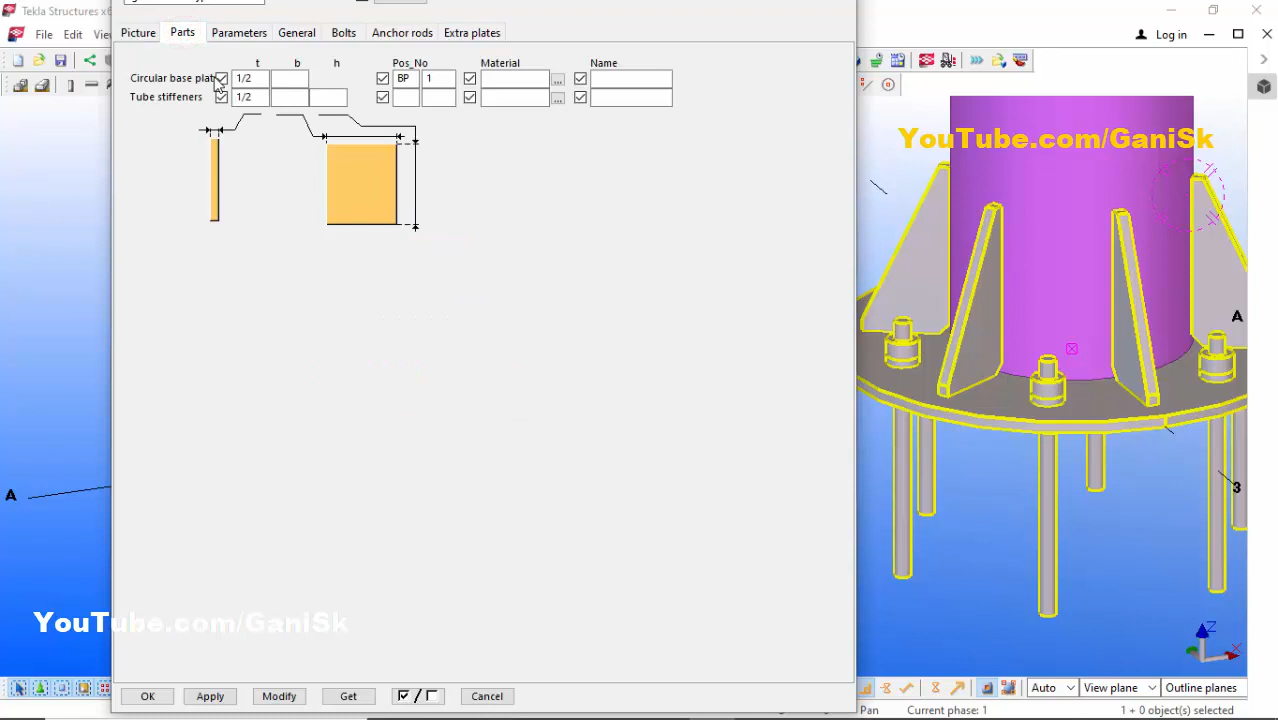 Tekla Structures x6
File Edit
Log in
Picture Parts Parameters General Bolts Anchor rods Extra plates
t b h Pos_No Material Name
Circular base plat 1/2 BP 1 ...
Tube stiffeners 1/2 ...
YouTube.com/GaniSk
A
A
3
YouTube.com/GaniSk
Z
X
OK Apply Modify Get / Cancel
Auto View plane Outline planes
Pan Current phase: 1 1 + 0 object(s) selected